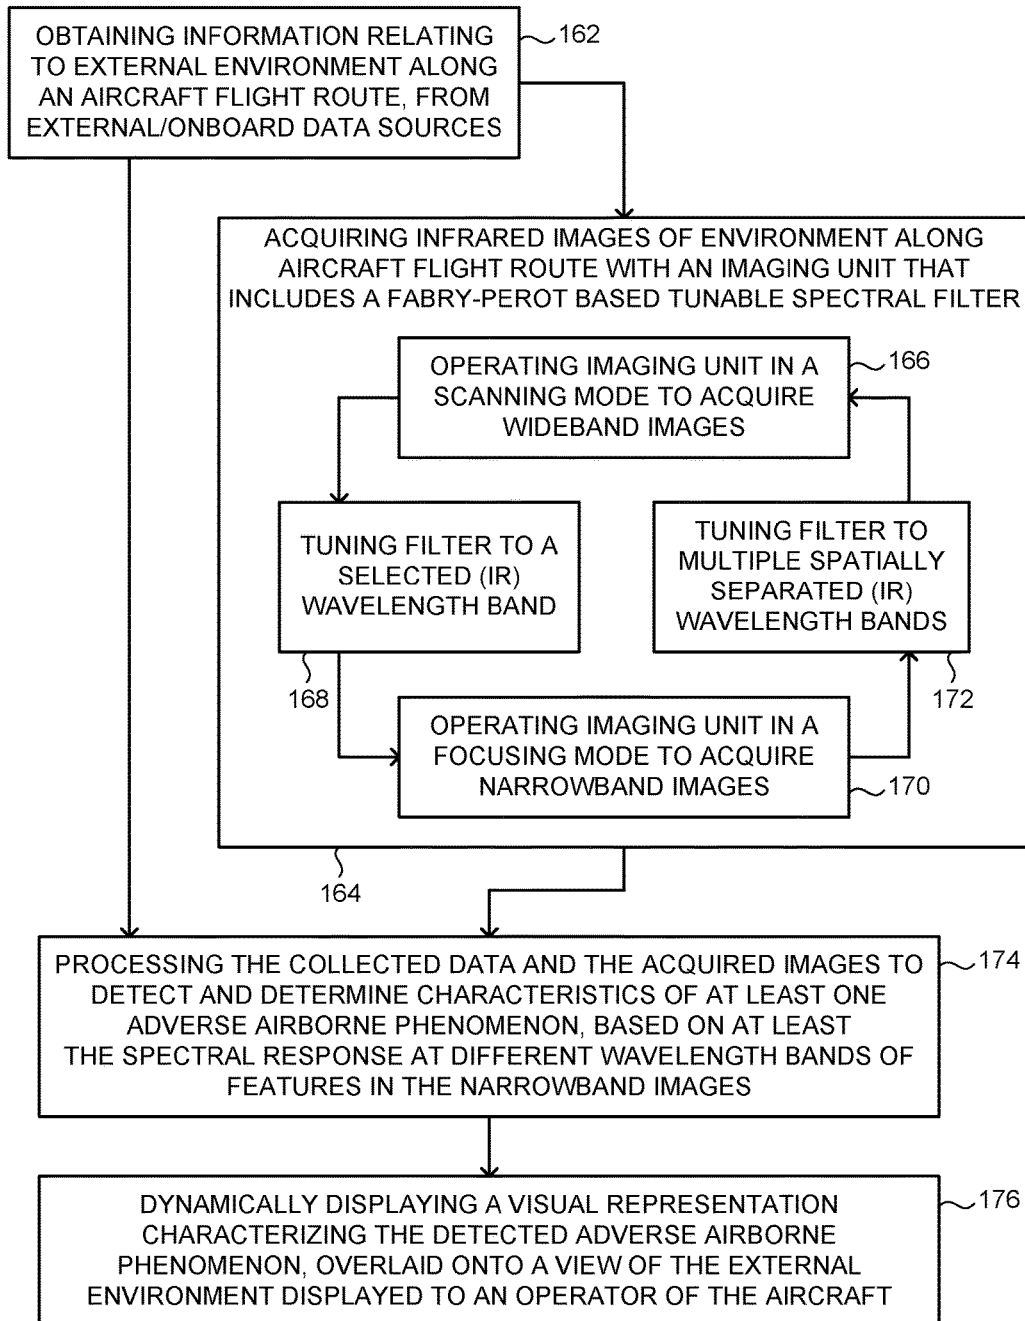 OBTAINING INFORMATION RELATING
TO EXTERNAL ENVIRONMENT ALONG
AN AIRCRAFT FLIGHT ROUTE, FROM
EXTERNAL/ONBOARD DATA SOURCES
162
ACQUIRING INFRARED IMAGES OF ENVIRONMENT ALONG
AIRCRAFT FLIGHT ROUTE WITH AN IMAGING UNIT THAT
INCLUDES A FABRY-PEROT BASED TUNABLE SPECTRAL FILTER
OPERATING IMAGING UNIT IN A
SCANNING MODE TO ACQUIRE
WIDEBAND IMAGES
166
TUNING FILTER TO A
SELECTED (IR)
WAVELENGTH BAND
168
TUNING FILTER TO
MULTIPLE SPATIALLY
SEPARATED (IR)
WAVELENGTH BANDS
172
OPERATING IMAGING UNIT IN A
FOCUSING MODE TO ACQUIRE
NARROWBAND IMAGES
170
164
PROCESSING THE COLLECTED DATA AND THE ACQUIRED IMAGES TO
DETECT AND DETERMINE CHARACTERISTICS OF AT LEAST ONE
ADVERSE AIRBORNE PHENOMENON, BASED ON AT LEAST
THE SPECTRAL RESPONSE AT DIFFERENT WAVELENGTH BANDS OF
FEATURES IN THE NARROWBAND IMAGES
174
DYNAMICALLY DISPLAYING A VISUAL REPRESENTATION
CHARACTERIZING THE DETECTED ADVERSE AIRBORNE
PHENOMENON, OVERLAID ONTO A VIEW OF THE EXTERNAL
ENVIRONMENT DISPLAYED TO AN OPERATOR OF THE AIRCRAFT
176